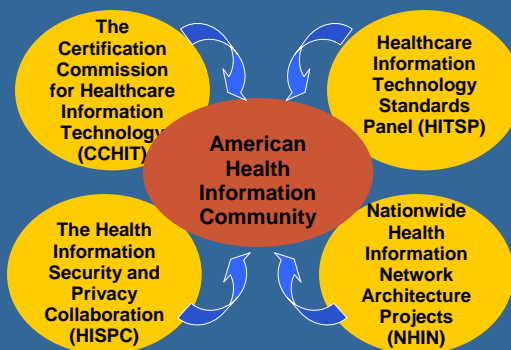 The
Certification
Commission
for Healthcare
Information
Technology
(CCHIT)
Healthcare
Information
Technology
Standards
Panel (HITSP)
American
Health
Information
Community
The Health
Information
Security and
Privacy
Collaboration
(HISPC)
Nationwide
Health
Information
Network
Architecture
Projects
(NHIN)